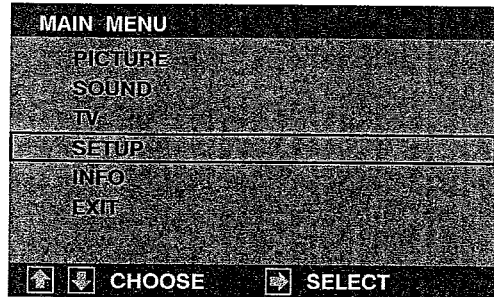 MAIN MENU
PICTURE
SOUND
TV
SETUP
INFO
EXIT
CHOOSE SELECT